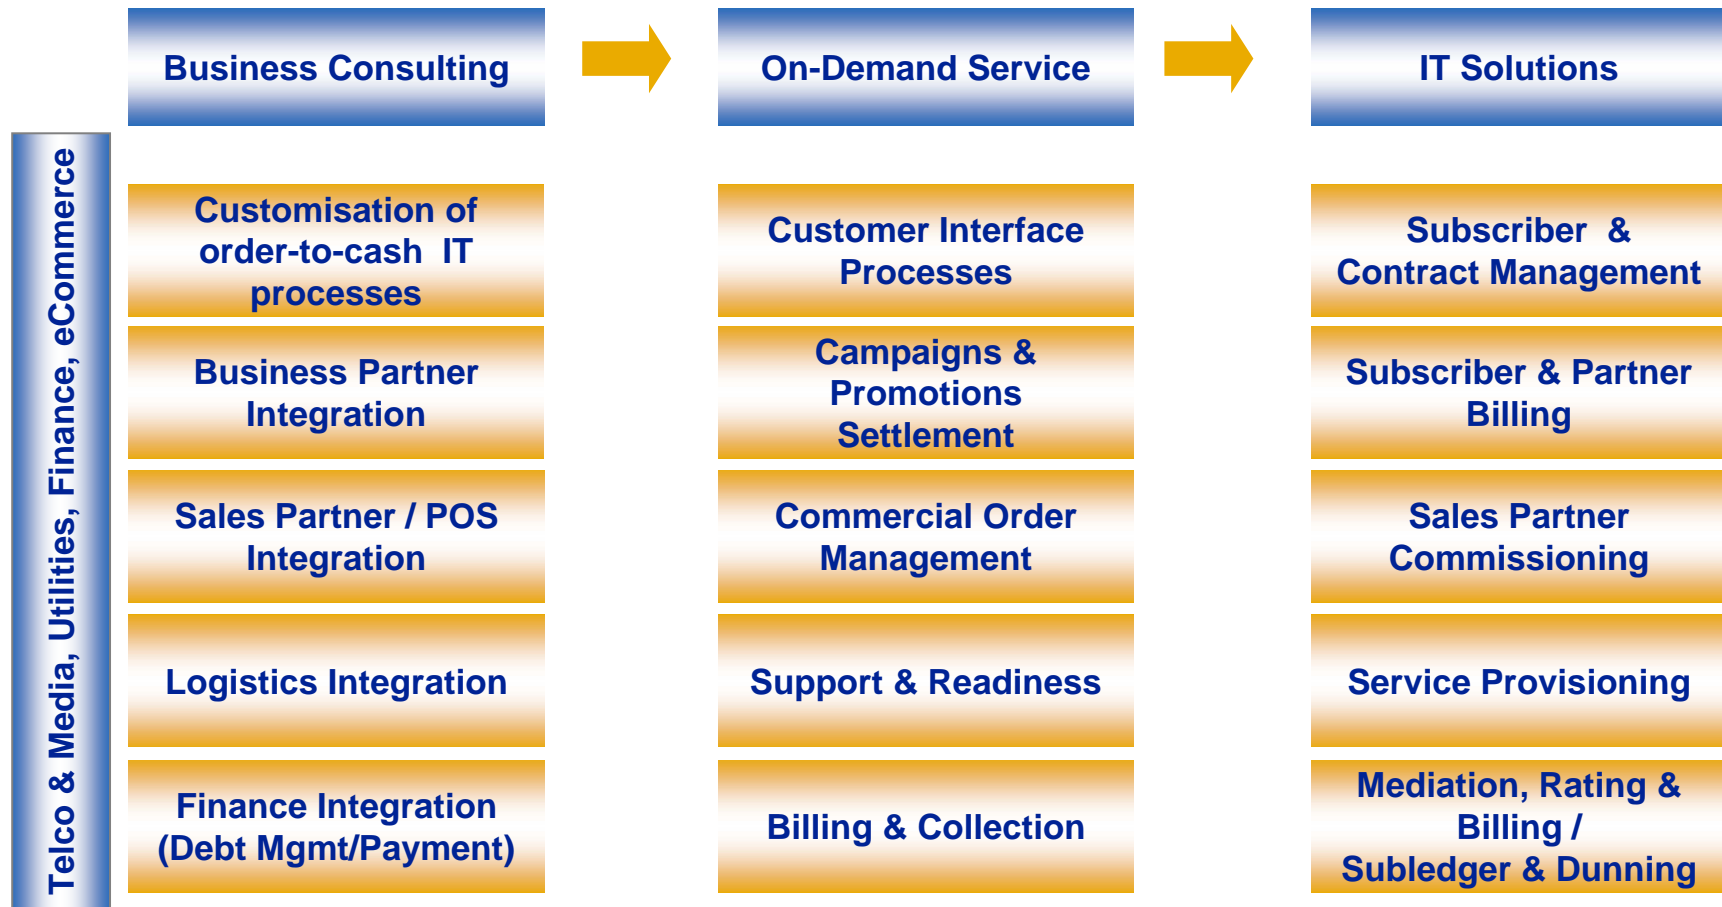 Business Consulting
On-Demand Service
IT Solutions
Telco & Media, Utilities, Finance, eCommerce
Customisation of
order-to-cash IT
processes
Customer Interface
Processes
Subscriber &
Contract Management
Business Partner
Integration
Campaigns &
Promotions
Settlement
Subscriber & Partner
Billing
Sales Partner / POS
Integration
Commercial Order
Management
Sales Partner
Commissioning
Logistics Integration
Support & Readiness
Service Provisioning
Finance Integration
(Debt Mgmt/Payment)
Billing & Collection
Mediation, Rating &
Billing /
Subledger & Dunning